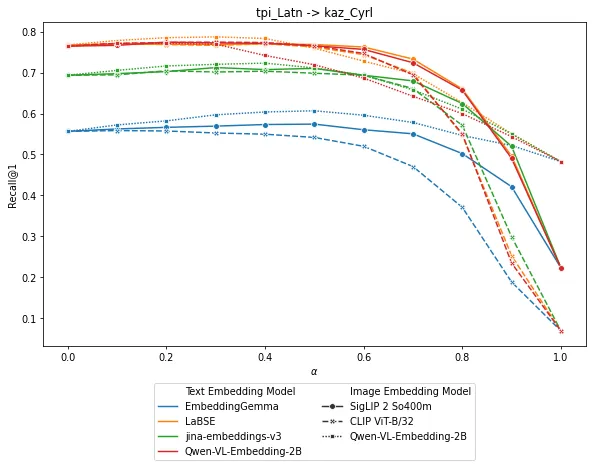 tpi_Latn -> kaz_Cyrl
Recall@1
0.8
0.7
0.6
0.5
0.4
0.3
0.2
0.1
0.0 0.2 0.4 0.6 0.8 1.0
α
Text Embedding Model
EmbeddingGemma
LaBSE
jina-embeddings-v3
Qwen-VL-Embedding-2B
Image Embedding Model
SigLIP 2 So400m
CLIP ViT-B/32
Qwen-VL-Embedding-2B